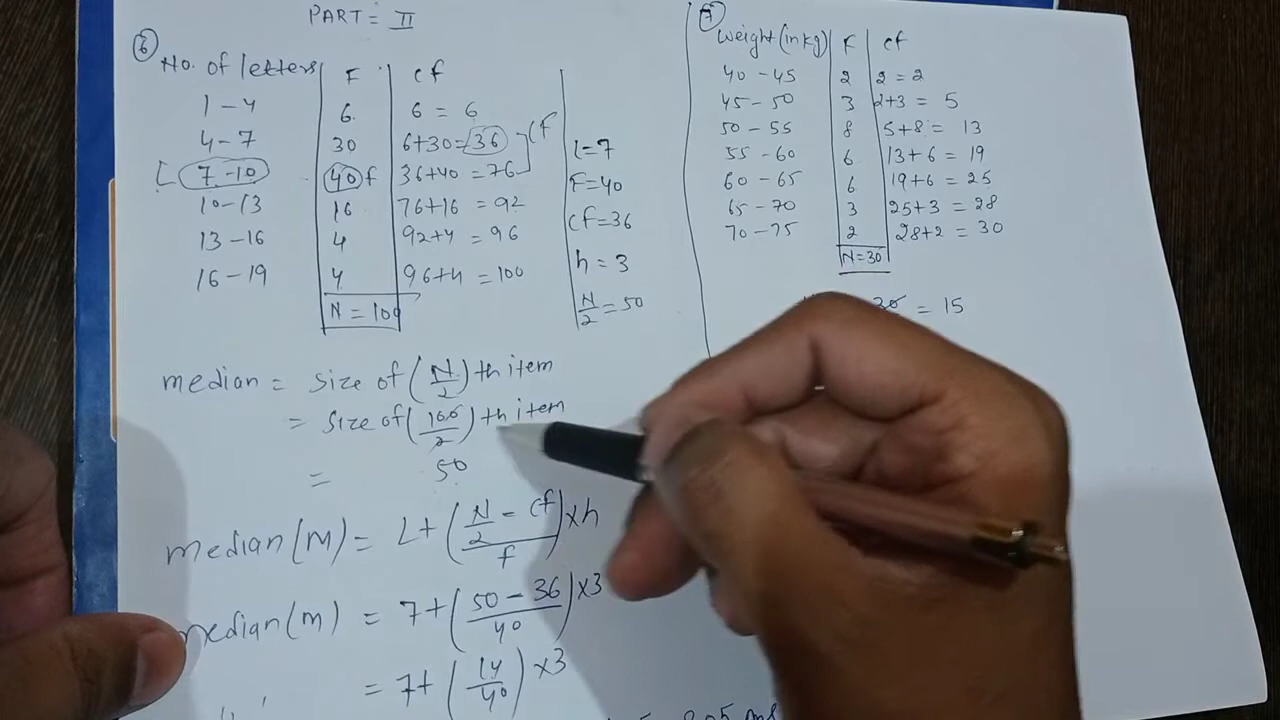 PART = II
6
No. of letters F cf
1 - 4 6 6 = 6
4 - 7 30 6+30=36 cf
L 7-10 40 f 36+40 = 76
10-13 16 76+16 = 92
13-16 4 92+4 = 96
16-19 4 96+4 = 100
N = 100
l=7
F=40
cf=36
h = 3
N/2 = 50
median = size of (N/2) th item
= size of (100/2) th item
= 50
median (M) = L + (N/2 - cf / f) x h
median (m) = 7 + (50 - 36 / 40) x 3
= 7 + (14/40) x 3
7
Weight (in kg) F cf
40 - 45 2 2 = 2
45 - 50 3 2+3 = 5
50 - 55 8 5+8 = 13
55 - 60 6 13+6 = 19
60 - 65 6 19+6 = 25
65 - 70 3 25+3 = 28
70 - 75 2 28+2 = 30
N=30
30 = 15